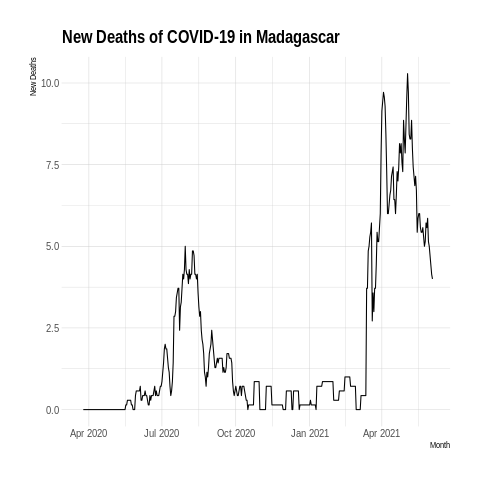 New Deaths of COVID-19 in Madagascar
New Deaths
10.0
7.5
5.0
2.5
0.0
Apr 2020 Jul 2020 Oct 2020 Jan 2021 Apr 2021
Month